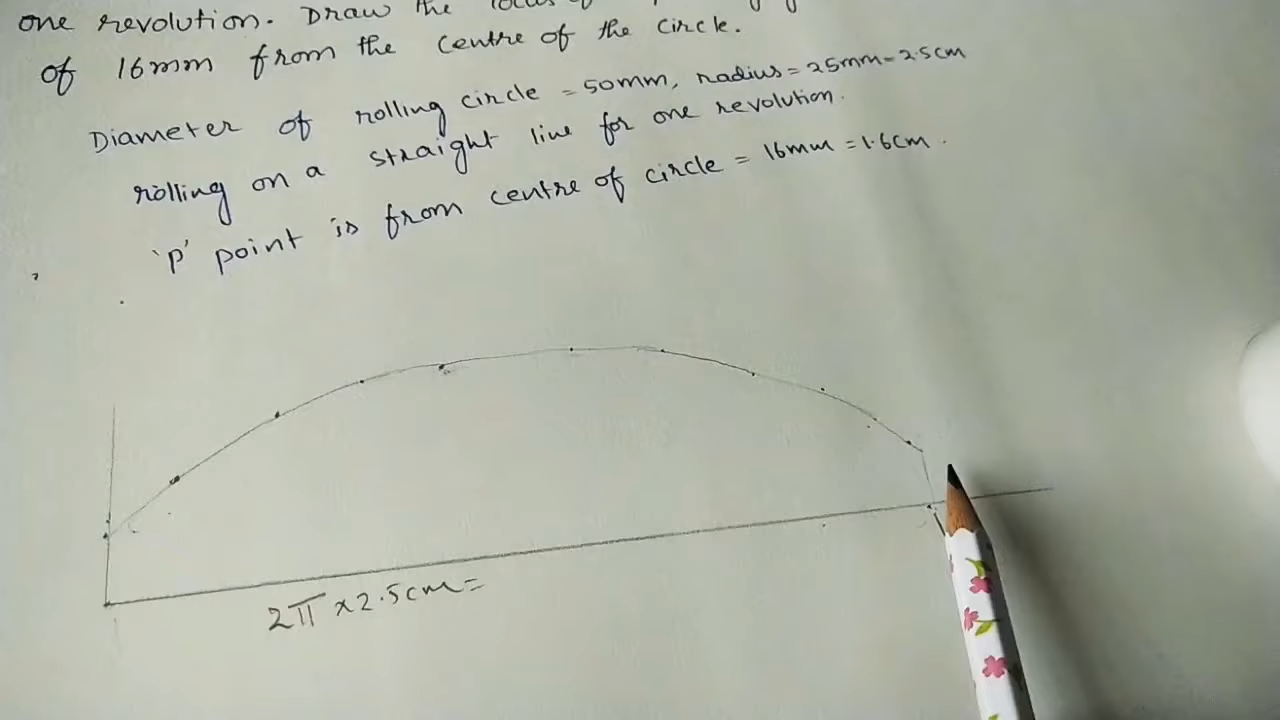 one revolution. Draw the locus of
of 16mm from the centre of the circle.
Diameter of rolling circle = 50mm, radius = 25mm = 2.5cm
rolling on a straight line for one revolution.
'P' point is from centre of circle = 16mm = 1.6cm.
2π x 2.5cm =